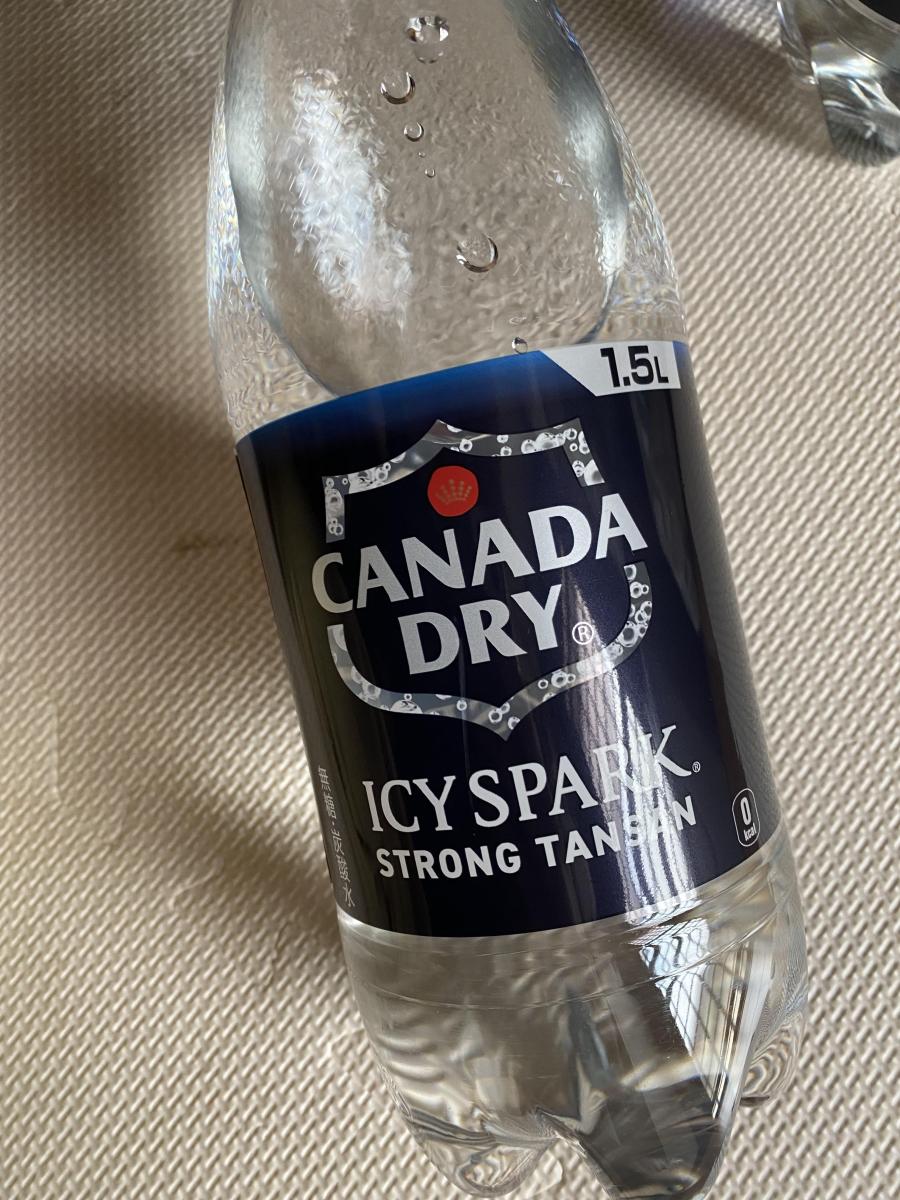 1.5L
CANADA
DRY®
ICY SPARK®
STRONG TANSAN
0
kcal